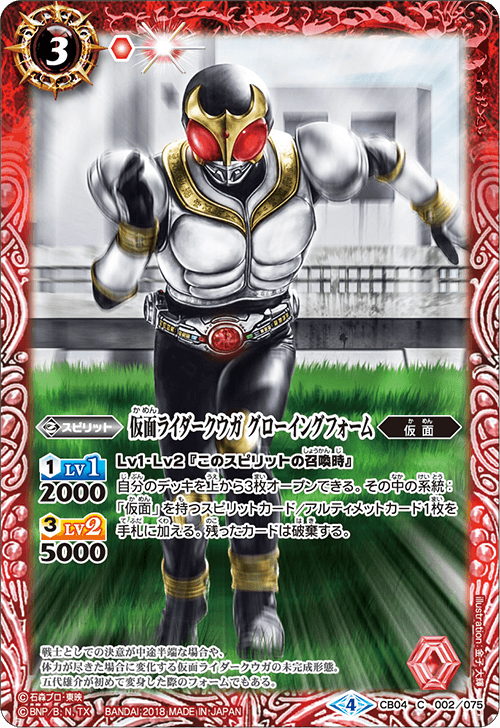 3
スピリット
仮面ライダークウガ グローイングフォーム
仮面
1 LV1
2000
3 LV2
5000
Lv1・Lv2『このスピリットの召喚時』
自分のデッキを上から3枚オープンできる。その中の系統：
「仮面」を持つスピリットカード/アルティメットカード1枚を
手札に加える。残ったカードは破棄する。
戦士としての決意が中途半端な場合や、
体力が尽きた場合に変化する仮面ライダークウガの未完成形態。
五代雄介が初めて変身した際のフォームでもある。
©石森プロ・東映
©BNP/B, N, TX BANDAI 2018 MADE IN JAPAN
4
CB04 C 002/075
illustration: 金子大輝